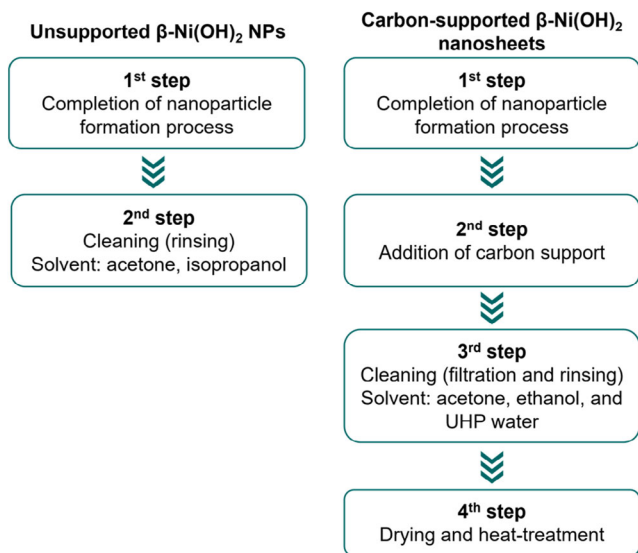 Unsupported β-Ni(OH)₂ NPs
1st step
Completion of nanoparticle
formation process
2nd step
Cleaning (rinsing)
Solvent: acetone, isopropanol
Carbon-supported β-Ni(OH)₂
nanosheets
1st step
Completion of nanoparticle
formation process
2nd step
Addition of carbon support
3rd step
Cleaning (filtration and rinsing)
Solvent: acetone, ethanol, and
UHP water
4th step
Drying and heat-treatment